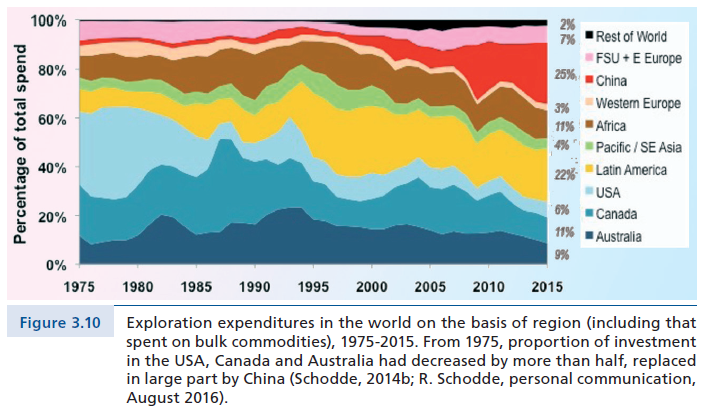 100%
80%
60%
40%
20%
0%
Percentage of total spend
1975 1980 1985 1990 1995 2000 2005 2010 2015
2%
7%
25%
3%
11%
4%
22%
6%
11%
9%
Rest of World
FSU + E Europe
China
Western Europe
Africa
Pacific / SE Asia
Latin America
USA
Canada
Australia
Figure 3.10
Exploration expenditures in the world on the basis of region (including that
spent on bulk commodities), 1975-2015. From 1975, proportion of investment
in the USA, Canada and Australia had decreased by more than half, replaced
in large part by China (Schodde, 2014b; R. Schodde, personal communication,
August 2016).